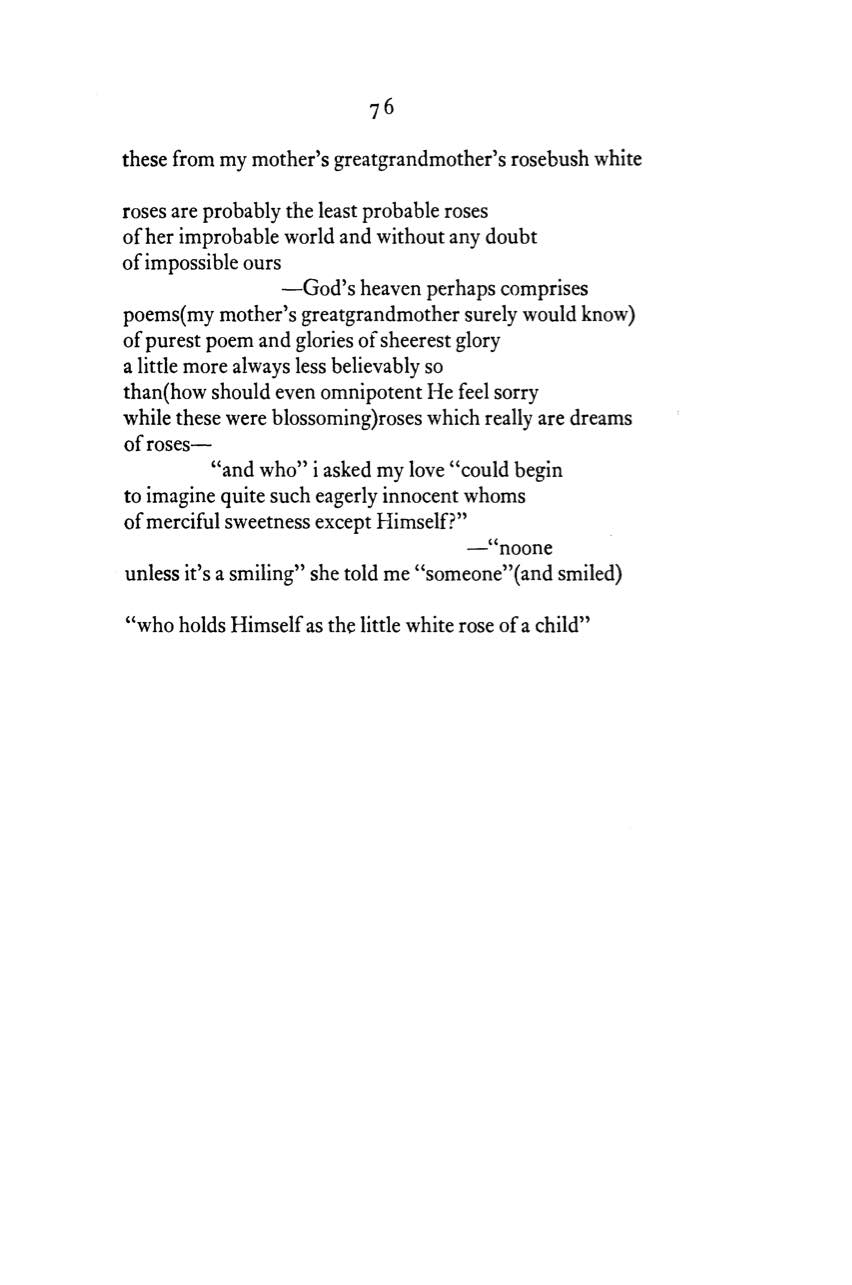 76
these from my mother’s greatgrandmother’s rosebush white
roses are probably the least probable roses
of her improbable world and without any doubt
of impossible ours
—God’s heaven perhaps comprises
poems(my mother’s greatgrandmother surely would know)
of purest poem and glories of sheerest glory
a little more always less believably so
than(how should even omnipotent He feel sorry
while these were blossoming)roses which really are dreams
of roses—
“and who” i asked my love “could begin
to imagine quite such eagerly innocent whoms
of merciful sweetness except Himself?”
—“noone
unless it’s a smiling” she told me “someone”(and smiled)
“who holds Himself as the little white rose of a child”